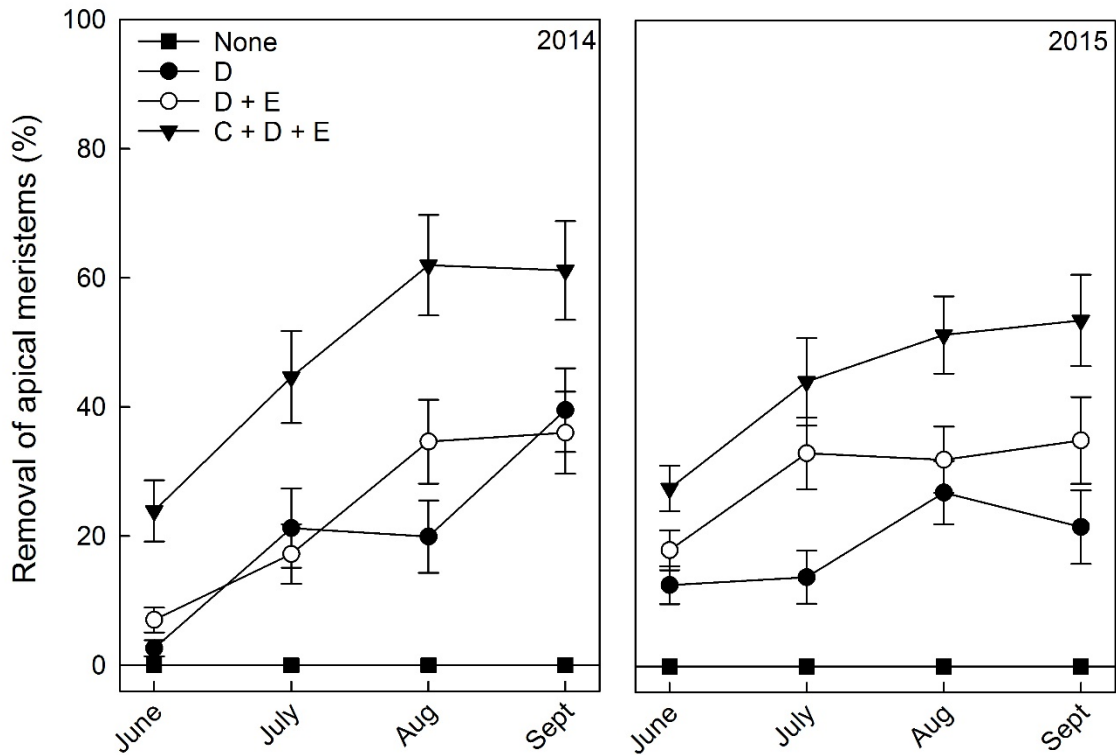 Removal of apical meristems (%)
100
80
60
40
20
0
None
D
D + E
C + D + E
2014
June
July
Aug
Sept
2015
June
July
Aug
Sept